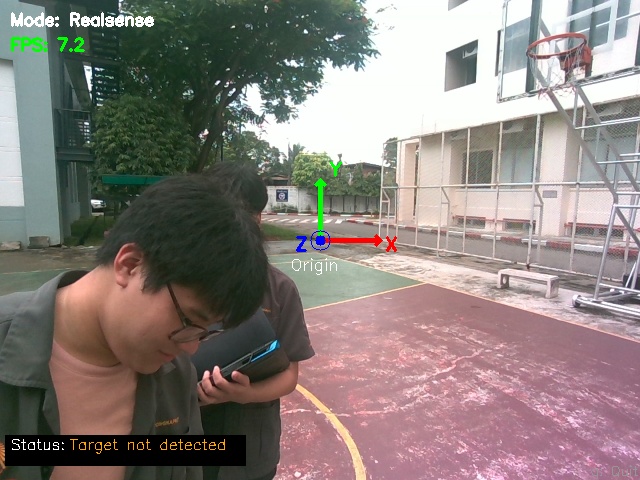 Mode: Realsense
FPS: 7.2
Y
Z
X
Origin
Status: Target not detected